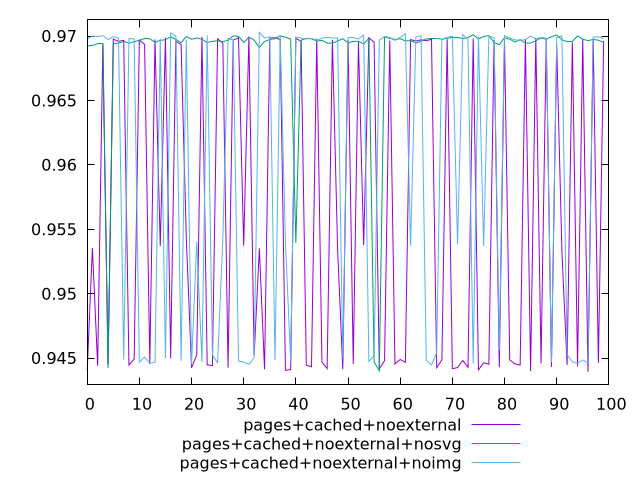 0.97
0.965
0.96
0.955
0.95
0.945
0 10 20 30 40 50 60 70 80 90 100
pages+cached+noexternal
pages+cached+noexternal+nosvg
pages+cached+noexternal+noimg